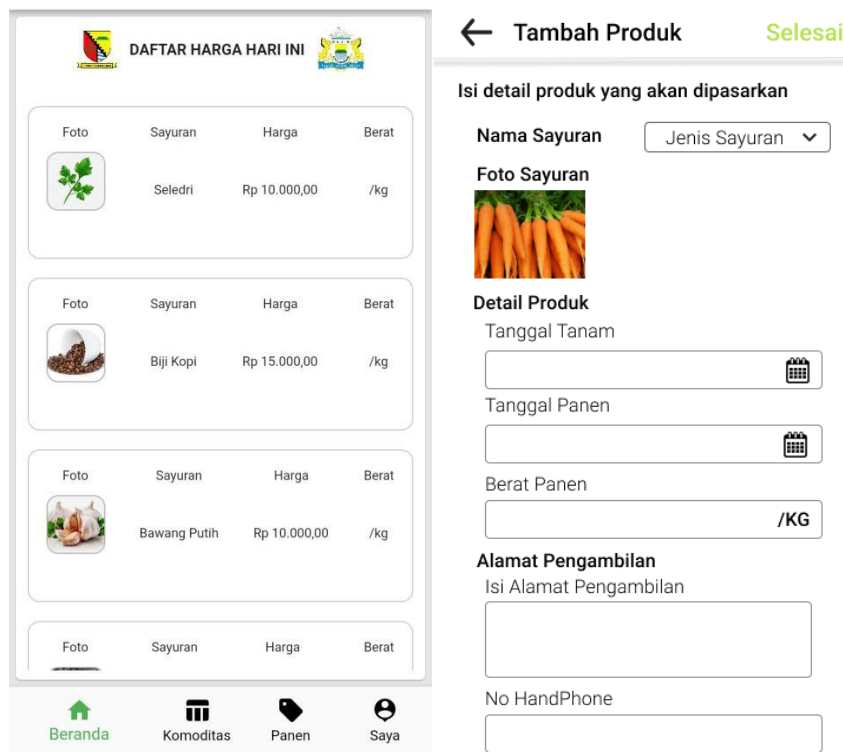 DAFTAR HARGA HARI INI
Foto Sayuran Harga Berat
Seledri Rp 10.000,00 /kg
Foto Sayuran Harga Berat
Biji Kopi Rp 15.000,00 /kg
Foto Sayuran Harga Berat
Bawang Putih Rp 10.000,00 /kg
Foto Sayuran Harga Berat
Beranda Komoditas Panen Saya
Tambah Produk Selesai
Isi detail produk yang akan dipasarkan
Nama Sayuran Jenis Sayuran
Foto Sayuran
Detail Produk
Tanggal Tanam
Tanggal Panen
Berat Panen
/KG
Alamat Pengambilan
Isi Alamat Pengambilan
No HandPhone